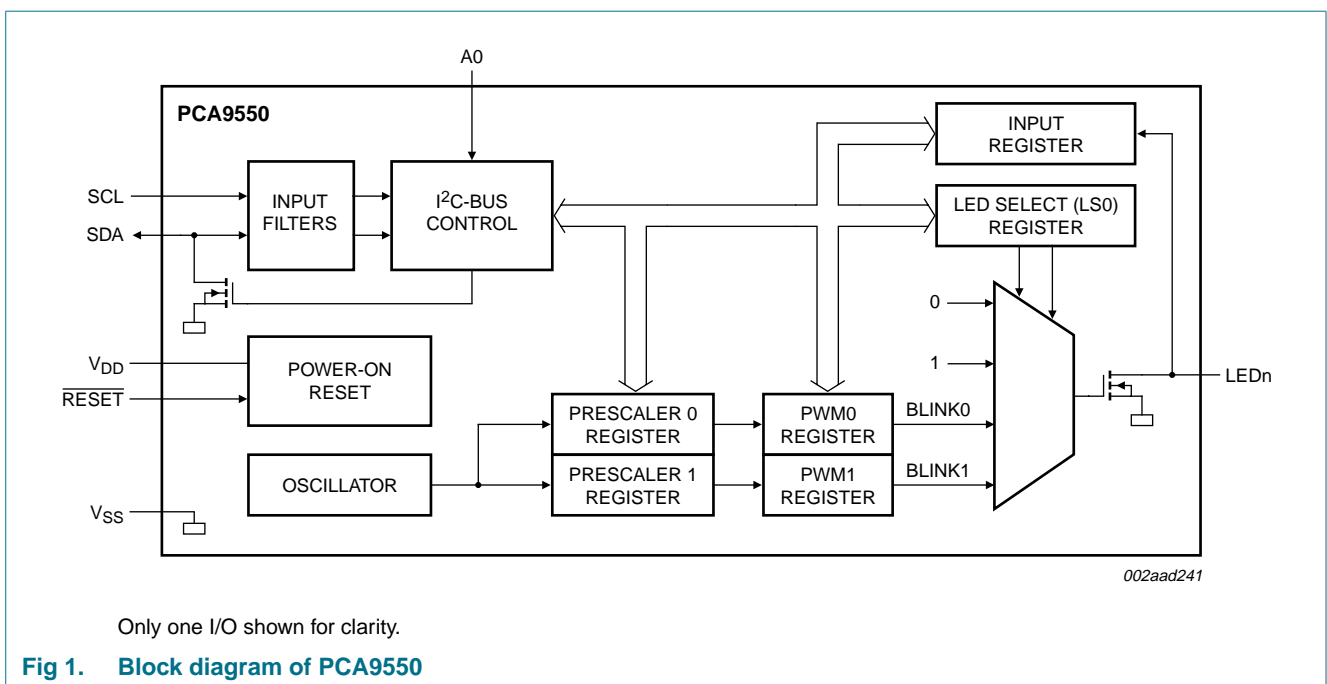 A0
PCA9550
INPUT
REGISTER
SCL
SDA
INPUT
FILTERS
I2C-BUS
CONTROL
LED SELECT (LS0)
REGISTER
0
1
VDD
RESET
POWER-ON
RESET
LEDn
PRESCALER 0
REGISTER
PWM0
REGISTER
BLINK0
OSCILLATOR
PRESCALER 1
REGISTER
PWM1
REGISTER
BLINK1
VSS
002aad241
Only one I/O shown for clarity.
Fig 1. Block diagram of PCA9550